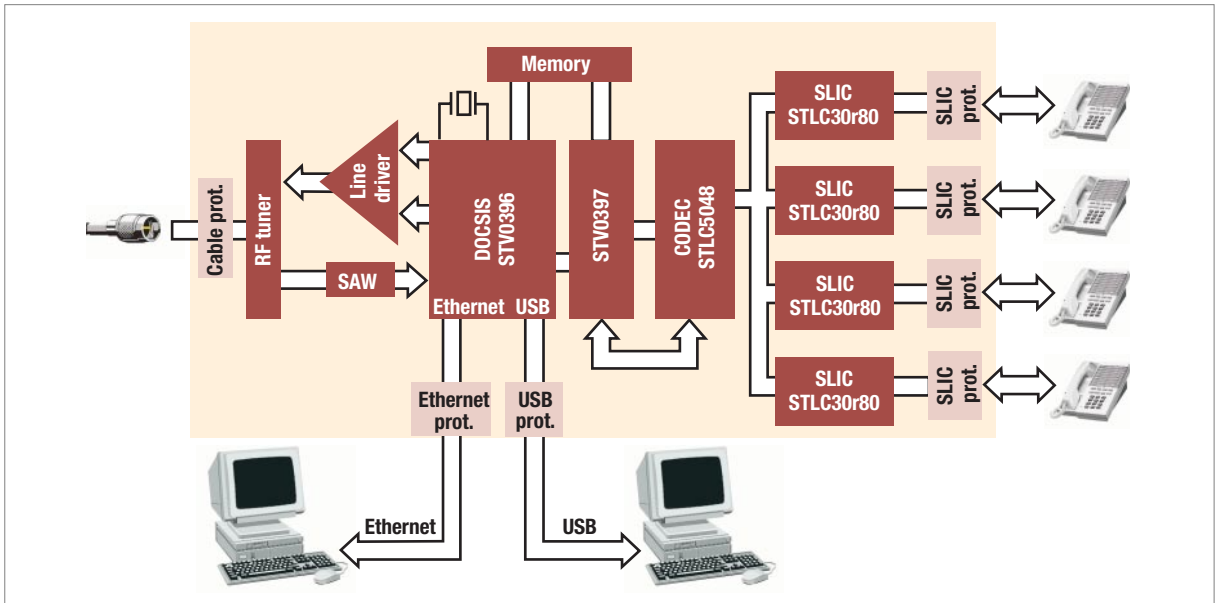 Memory
SLIC
STLC30r80
SLIC
prot.
Line
driver
Cable prot.
RF tuner
SAW
DOCSIS
STV0396
Ethernet USB
STV0397
CODEC
STLC5048
SLIC
STLC30r80
SLIC
prot.
SLIC
STLC30r80
SLIC
prot.
SLIC
STLC30r80
SLIC
prot.
Ethernet
prot.
USB
prot.
Ethernet
USB